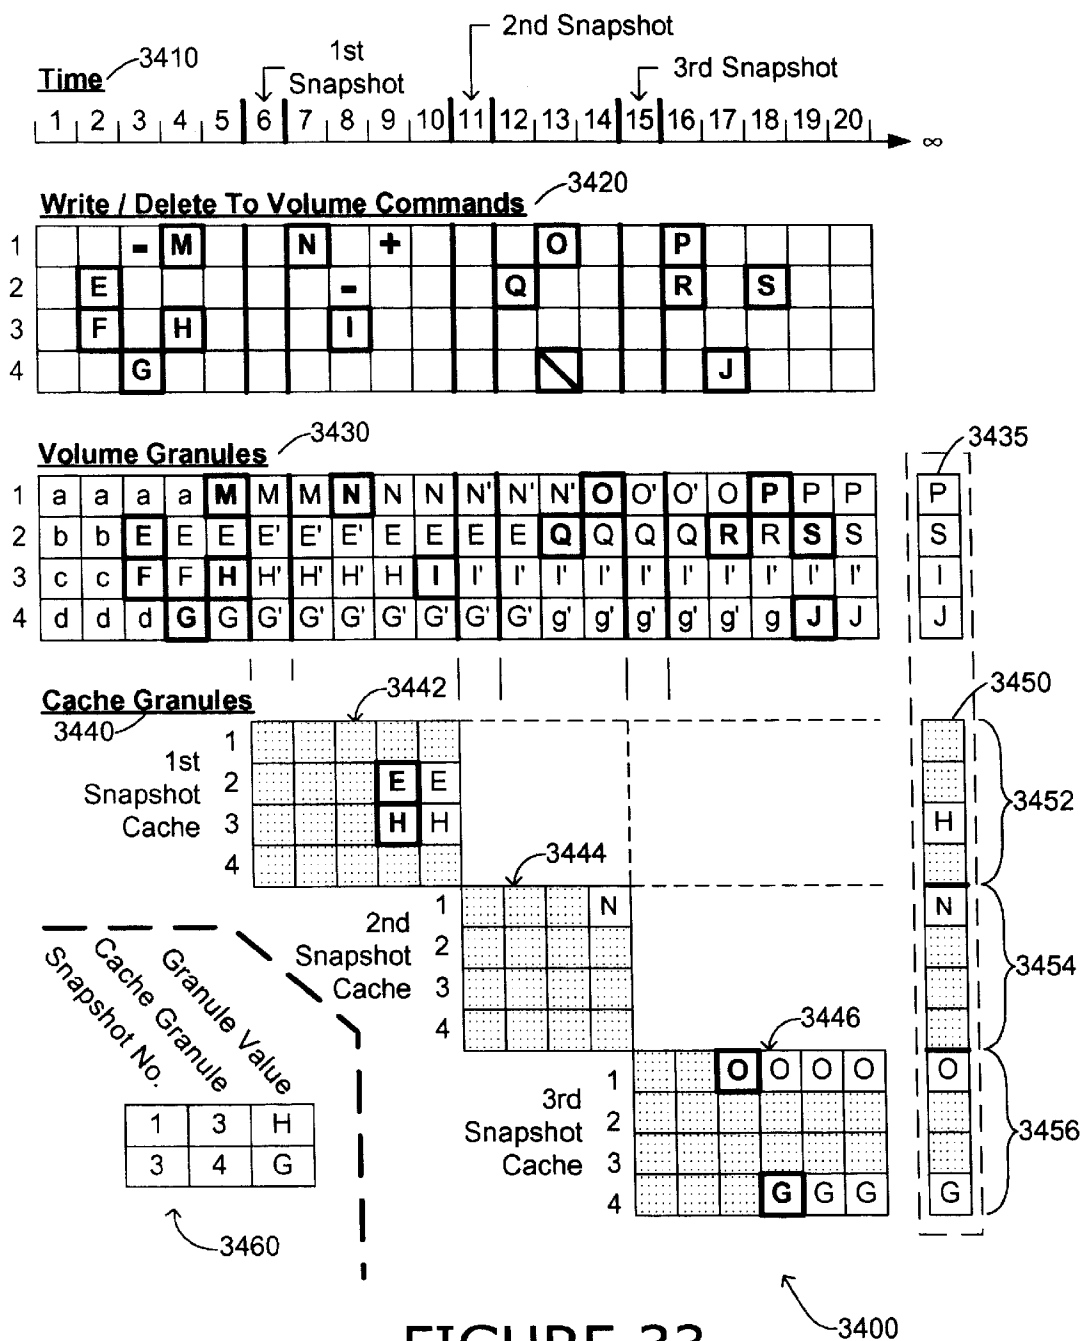 2nd Snapshot
1st
Snapshot
3rd Snapshot
Time
3410
1 2 3 4 5 6 7 8 9 10 11 12 13 14 15 16 17 18 19 20 ∞
Write / Delete To Volume Commands
3420
1 - M N + O P
2 E - Q R S
3 F H I
4 G \ J
Volume Granules
3430
3435
1 a a a a M M M N N N N' N' N' O O' O' O P P P P
2 b b E E E E' E' E' E E E E Q Q Q Q R R S S S
3 c c F F H H' H' H' H I I' I' I' I' I' I' I' I' I' I' I
4 d d d G G G' G' G' G' G' G' G' g' g' g' g' g' g J J J
Cache Granules
3440
3442
3450
1st
Snapshot
Cache
1
2 E E
3 H H H
4
3452
3444
2nd
Snapshot
Cache
1 N N
2
3
4
3454
3446
3rd
Snapshot
Cache
1 O O O O O
2
3
4 G G G G
3456
Snapshot No.
Cache Granule
Granule Value
1 3 H
3 4 G
3460
3400
FIGURE 33